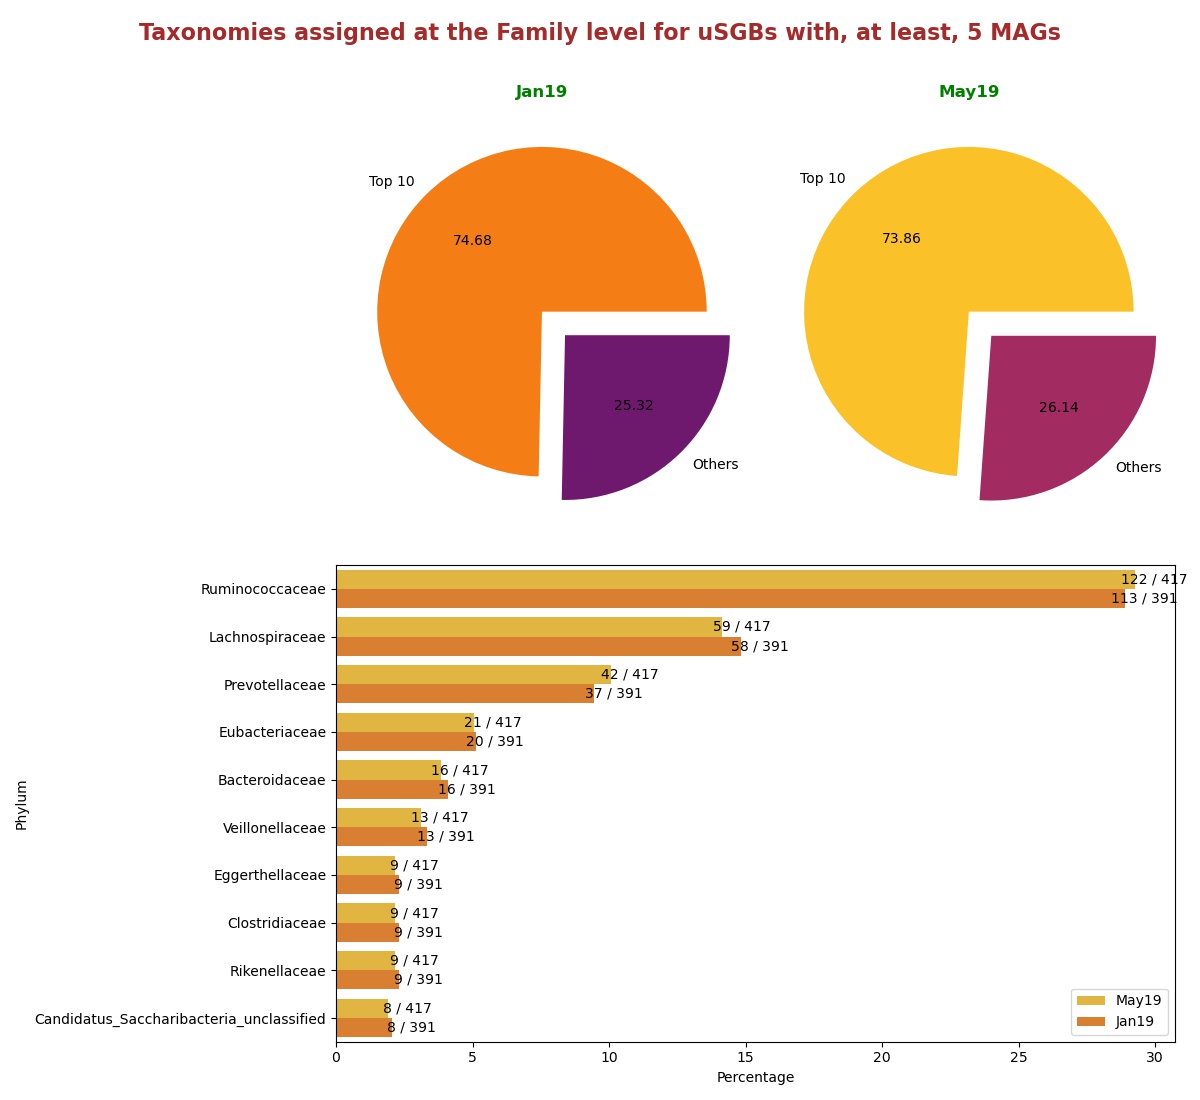 Taxonomies assigned at the Family level for uSGBs with, at least, 5 MAGs
Jan19
Top 10
74.68
25.32
Others
May19
Top 10
73.86
26.14
Others
Phylum
Ruminococcaceae
122 / 417
113 / 391
Lachnospiraceae
59 / 417
58 / 391
Prevotellaceae
42 / 417
37 / 391
Eubacteriaceae
21 / 417
20 / 391
Bacteroidaceae
16 / 417
16 / 391
Veillonellaceae
13 / 417
13 / 391
Eggerthellaceae
9 / 417
9 / 391
Clostridiaceae
9 / 417
9 / 391
Rikenellaceae
9 / 417
9 / 391
Candidatus_Saccharibacteria_unclassified
8 / 417
8 / 391
May19
Jan19
0 5 10 15 20 25 30
Percentage